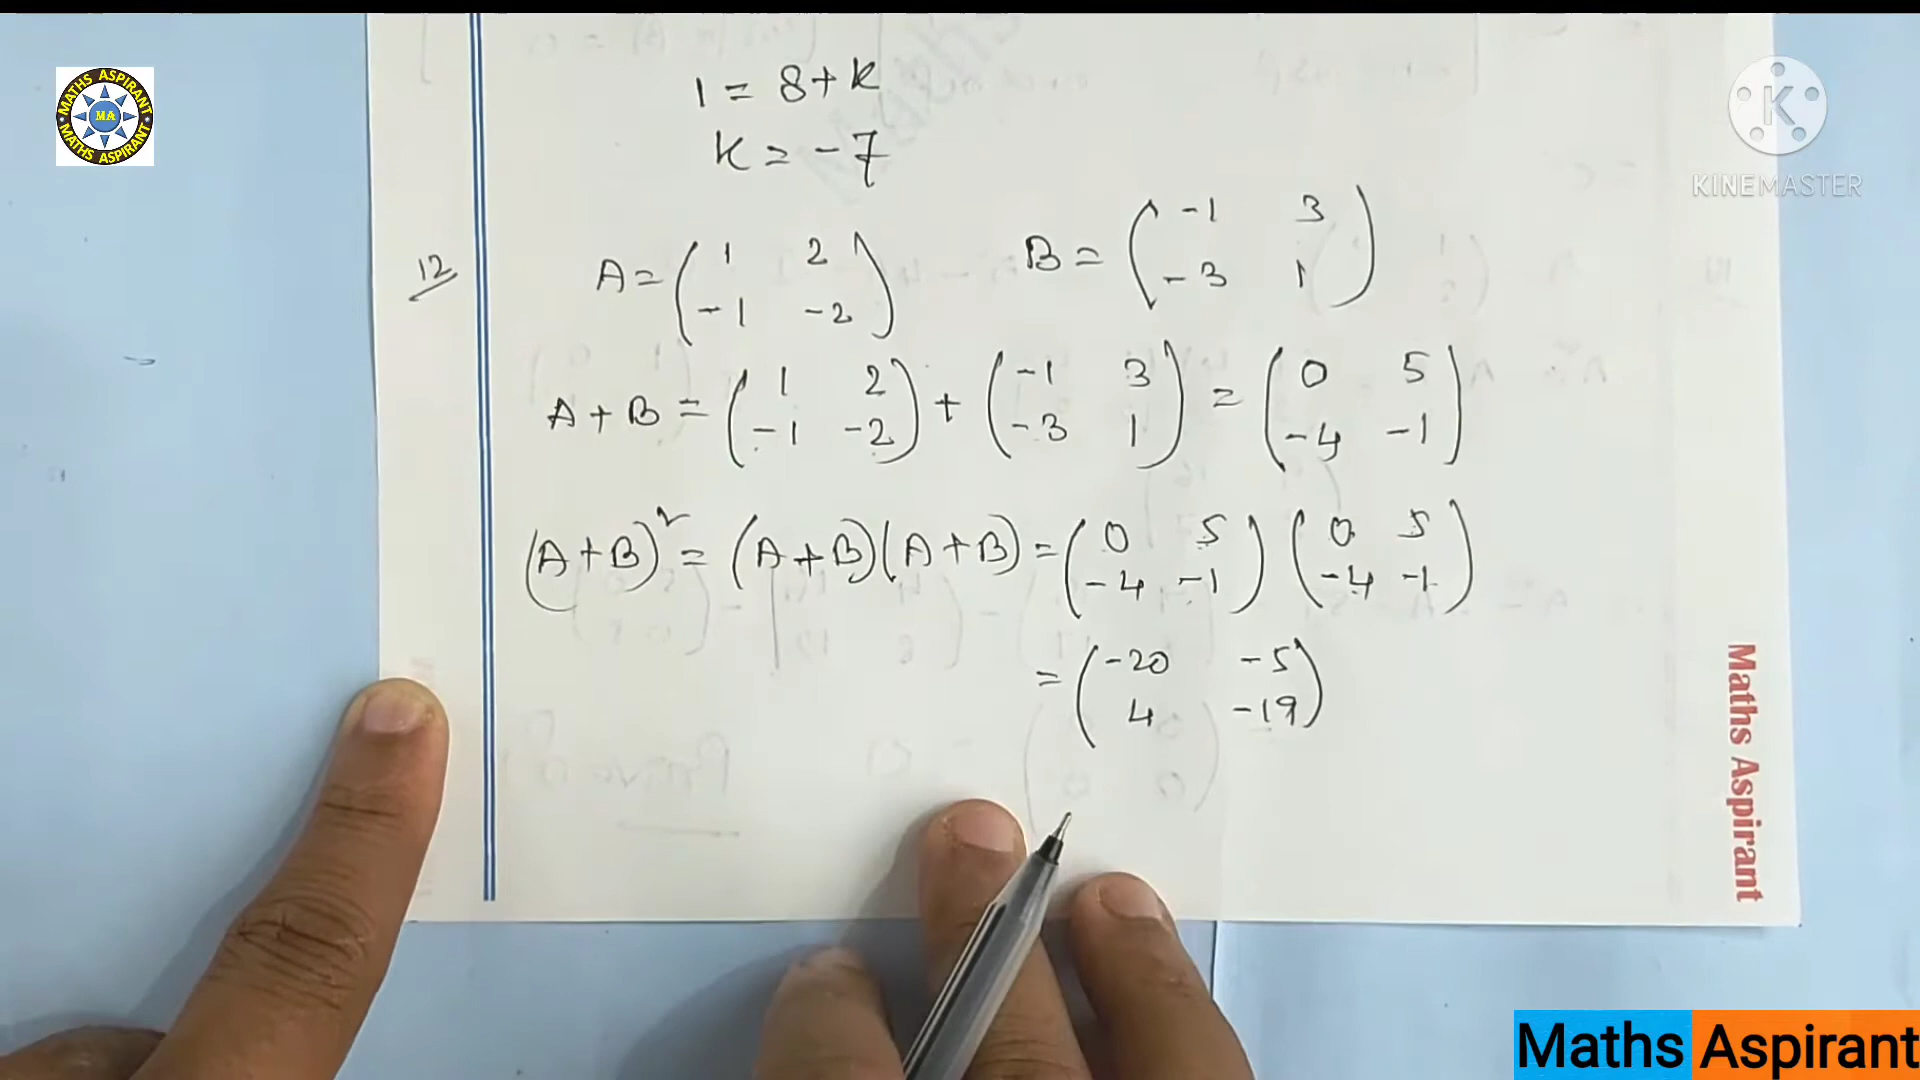 MATHS ASPIRANT
MA
MATHS ASPIRANT
K
KINEMASTER
1 = 8 + k
k = -7
12
A = ( 1 2 ; -1 -2 ) B = ( -1 3 ; -3 1 )
A + B = ( 1 2 ; -1 -2 ) + ( -1 3 ; -3 1 ) = ( 0 5 ; -4 -1 )
(A + B)² = (A + B)(A + B) = ( 0 5 ; -4 -1 ) ( 0 5 ; -4 -1 )
= ( -20 -5 ; 4 -19 )
Maths Aspirant
Maths Aspirant